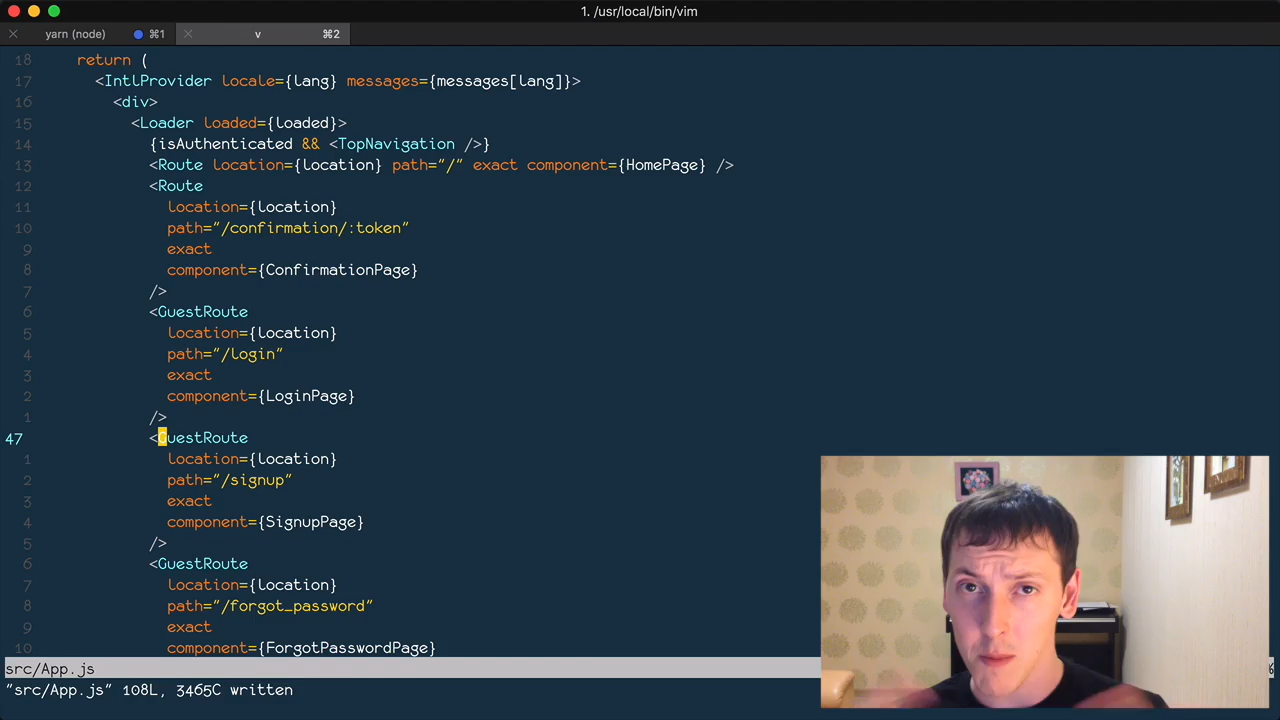 1. /usr/local/bin/vim
yarn (node) ⌘1 v ⌘2
18 return (
17 <IntlProvider locale={lang} messages={messages[lang]}>
16 <div>
15 <Loader loaded={loaded}>
14 {isAuthenticated && <TopNavigation />}
13 <Route location={location} path="/" exact component={HomePage} />
12 <Route
11 location={location}
10 path="/confirmation/:token"
9 exact
8 component={ConfirmationPage}
7 />
6 <GuestRoute
5 location={location}
4 path="/login"
3 exact
2 component={LoginPage}
1 />
47 <GuestRoute
1 location={location}
2 path="/signup"
3 exact
4 component={SignupPage}
5 />
6 <GuestRoute
7 location={location}
8 path="/forgot_password"
9 exact
10 component={ForgotPasswordPage}
src/App.js
"src/App.js" 108L, 3465C written